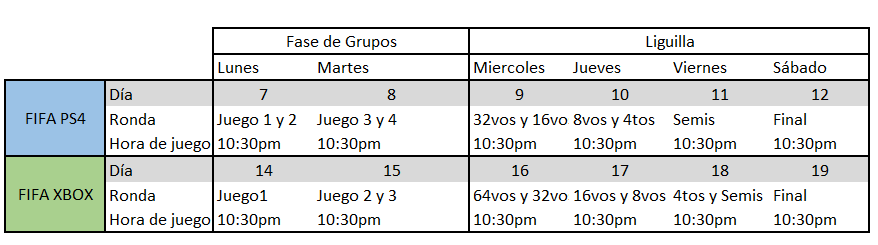 Fase de Grupos Liguilla
Lunes Martes Miercoles Jueves Viernes Sábado
Día 7 8 9 10 11 12
FIFA PS4 Ronda Juego 1 y 2 Juego 3 y 4 32vos y 16vo 8vos y 4tos Semis Final
Hora de juego 10:30pm 10:30pm 10:30pm 10:30pm 10:30pm 10:30pm
Día 14 15 16 17 18 19
FIFA XBOX Ronda Juego1 Juego 2 y 3 64vos y 32vo 16vos y 8vos 4tos y Semis Final
Hora de juego 10:30pm 10:30pm 10:30pm 10:30pm 10:30pm 10:30pm